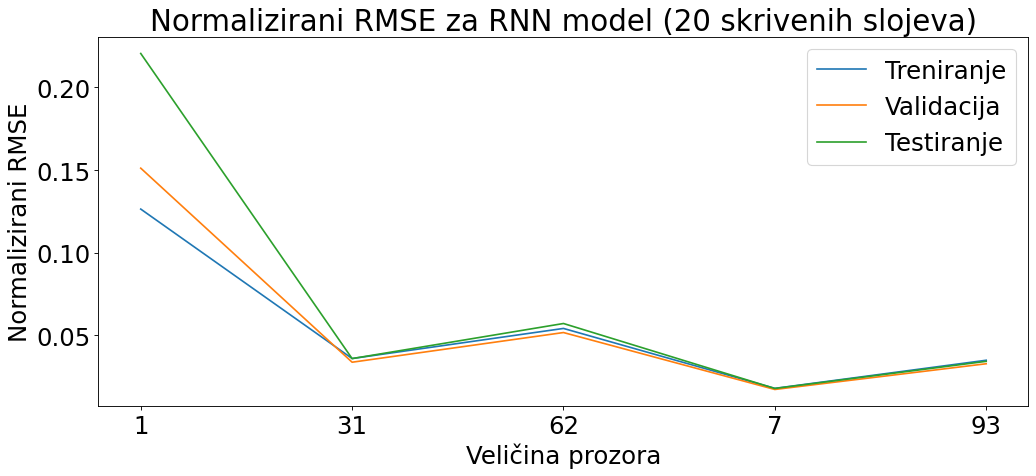 Normalizirani RMSE za RNN model (20 skrivenih slojeva)
Treniranje
Validacija
Testiranje
Normalizirani RMSE
0.20
0.15
0.10
0.05
1 31 62 7 93
Veličina prozora